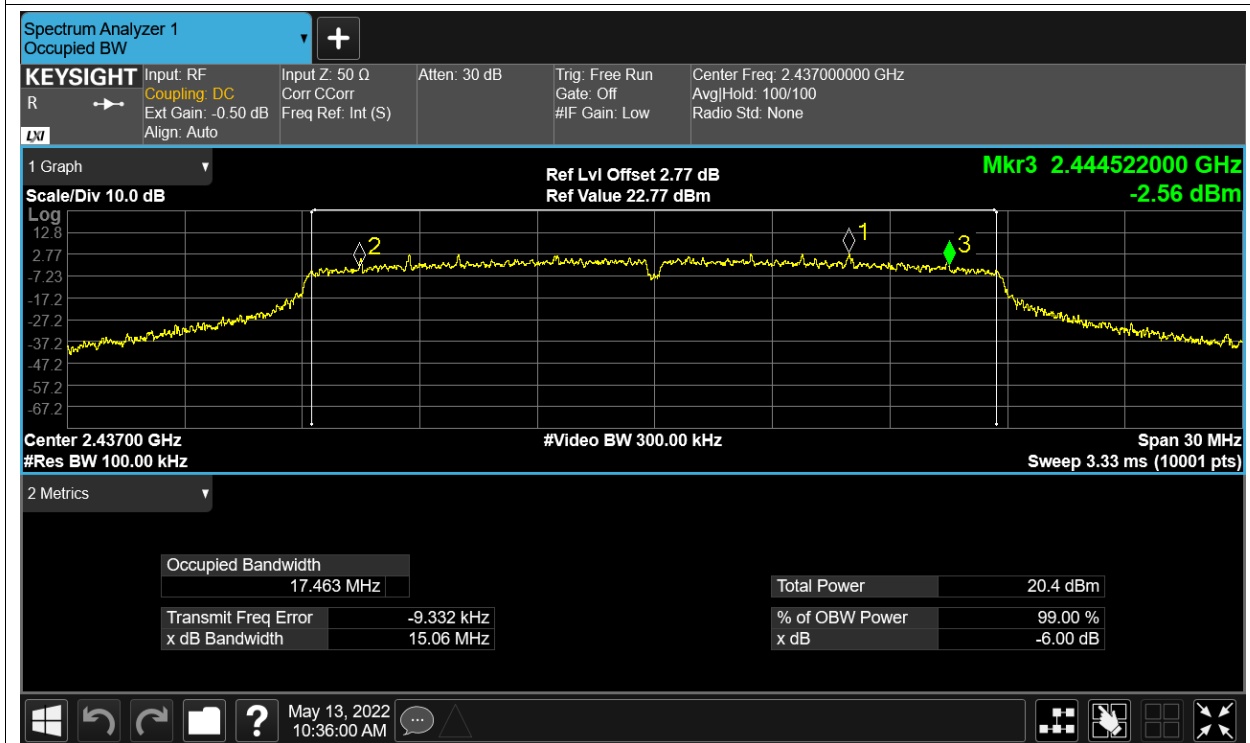 Spectrum Analyzer 1
Occupied BW
KEYSIGHT
R
LXI
Input: RF
Coupling: DC
Ext Gain: -0.50 dB
Align: Auto
Input Z: 50 Ω
Corr CCorr
Freq Ref: Int (S)
Atten: 30 dB
Trig: Free Run
Gate: Off
#IF Gain: Low
Center Freq: 2.437000000 GHz
Avg|Hold: 100/100
Radio Std: None
1 Graph
Scale/Div 10.0 dB
Ref Lvl Offset 2.77 dB
Ref Value 22.77 dBm
Mkr3 2.444522000 GHz
-2.56 dBm
Log
12.8
2.77
-7.23
-17.2
-27.2
-37.2
-47.2
-57.2
-67.2
2
1
3
Center 2.43700 GHz
#Res BW 100.00 kHz
#Video BW 300.00 kHz
Span 30 MHz
Sweep 3.33 ms (10001 pts)
2 Metrics
Occupied Bandwidth
17.463 MHz
Transmit Freq Error -9.332 kHz
x dB Bandwidth 15.06 MHz
Total Power 20.4 dBm
% of OBW Power 99.00 %
x dB -6.00 dB
?
May 13, 2022
10:36:00 AM